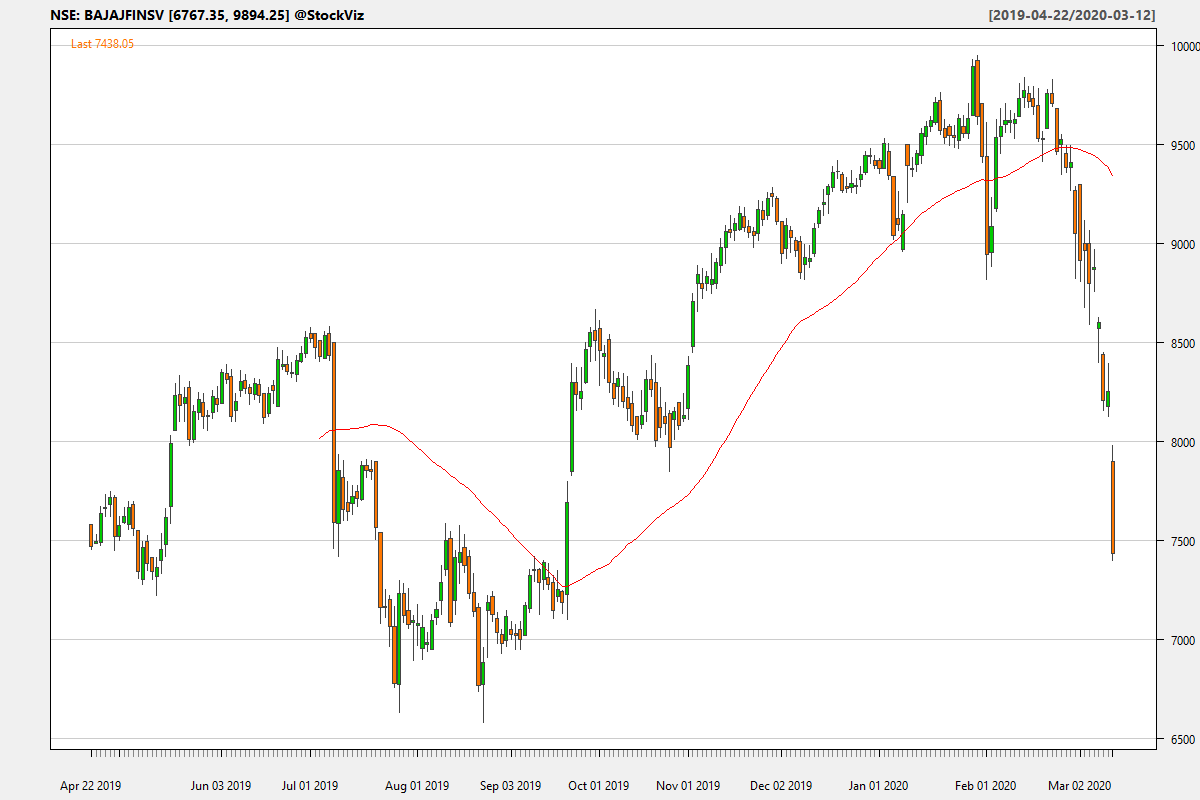 NSE: BAJAJFINSV [6767.35, 9894.25] @StockViz
[2019-04-22/2020-03-12]
Last 7438.05
10000
9500
9000
8500
8000
7500
7000
6500
Apr 22 2019
Jun 03 2019
Jul 01 2019
Aug 01 2019
Sep 03 2019
Oct 01 2019
Nov 01 2019
Dec 02 2019
Jan 01 2020
Feb 01 2020
Mar 02 2020